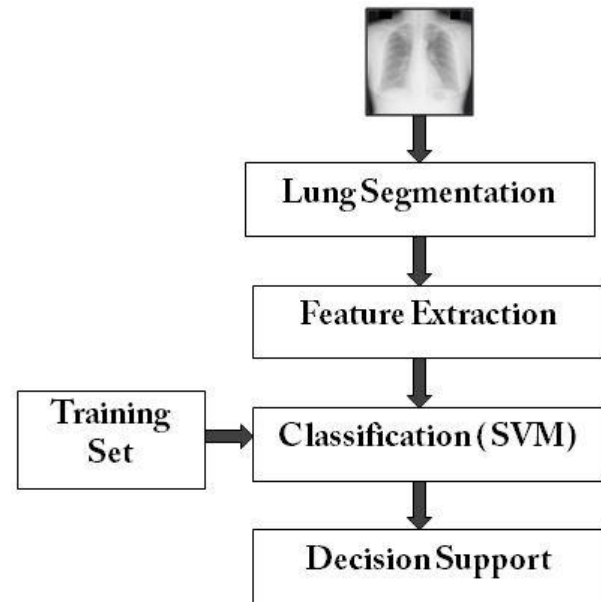 Lung Segmentation
Feature Extraction
Training
Set
Classification ( SVM)
Decision Support